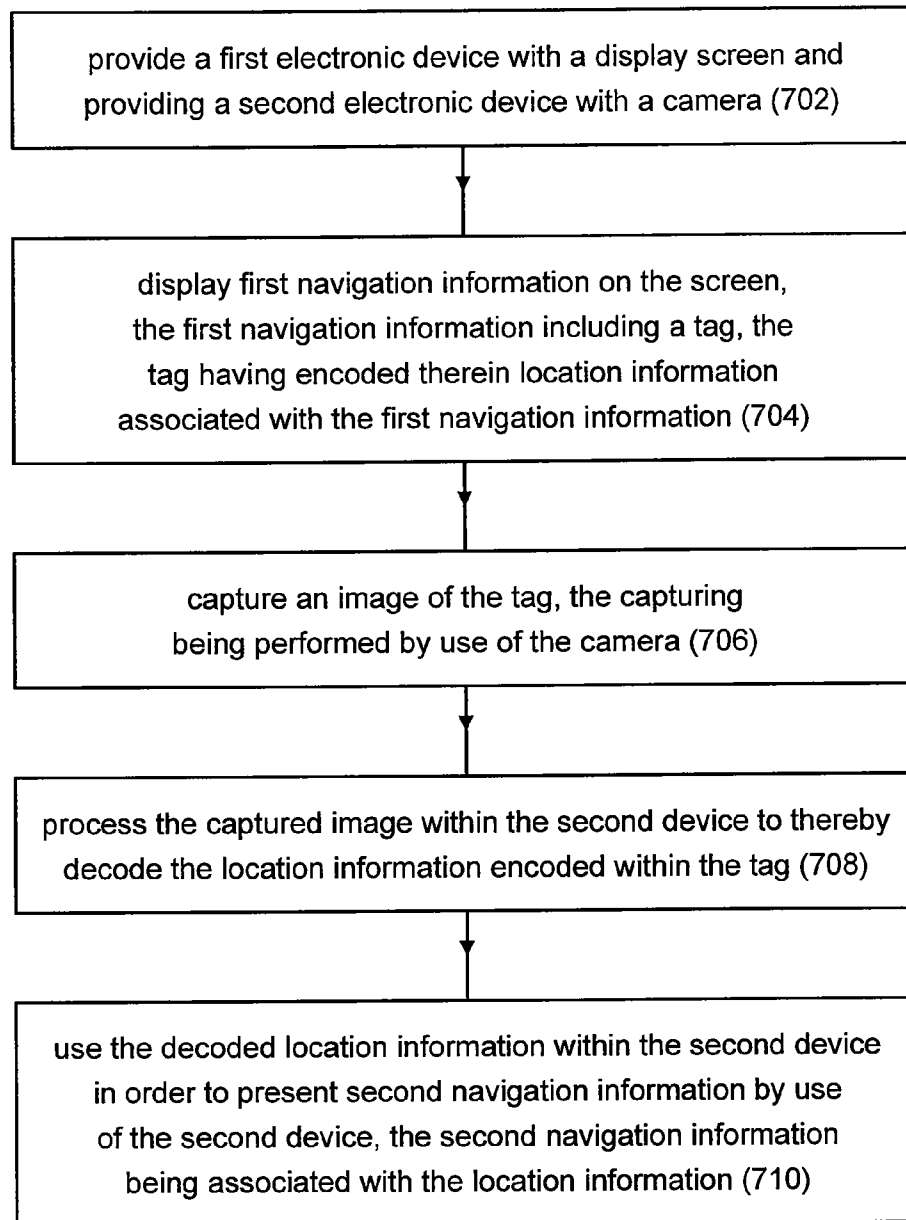 provide a first electronic device with a display screen and
providing a second electronic device with a camera (702)
display first navigation information on the screen,
the first navigation information including a tag, the
tag having encoded therein location information
associated with the first navigation information (704)
capture an image of the tag, the capturing
being performed by use of the camera (706)
process the captured image within the second device to thereby
decode the location information encoded within the tag (708)
use the decoded location information within the second device
in order to present second navigation information by use
of the second device, the second navigation information
being associated with the location information (710)